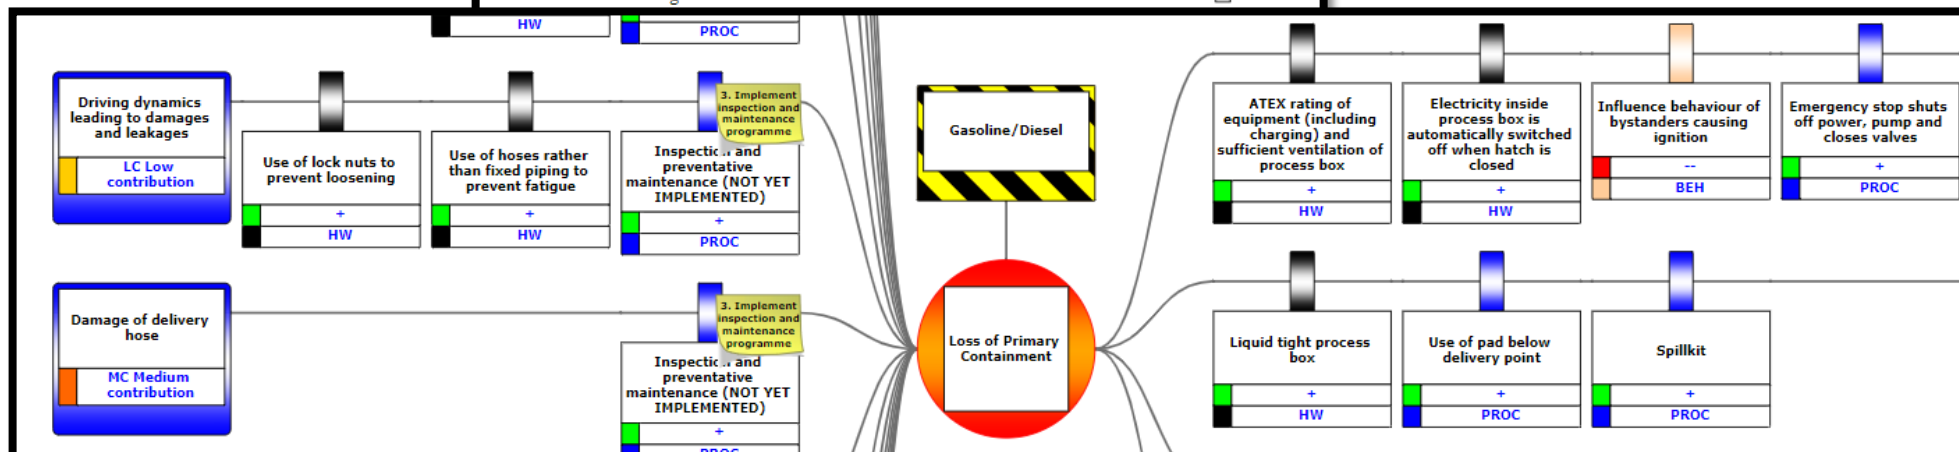 HW
PROC
Driving dynamics
leading to damages
and leakages
LC Low
contribution
Use of lock nuts to
prevent loosening
+
HW
Use of hoses rather
than fixed piping to
prevent fatigue
+
HW
3. Implement
inspection and
maintenance
programme
Inspection and
preventative
maintenance (NOT YET
IMPLEMENTED)
+
PROC
Damage of delivery
hose
MC Medium
contribution
3. Implement
inspection and
maintenance
programme
Inspection and
preventative
maintenance (NOT YET
IMPLEMENTED)
+
PROC
Gasoline/Diesel
Loss of Primary
Containment
ATEX rating of
equipment (including
charging) and
sufficient ventilation of
process box
+
HW
Electricity inside
process box is
automatically switched
off when hatch is
closed
+
HW
Influence behaviour of
bystanders causing
ignition
--
BEH
Emergency stop shuts
off power, pump and
closes valves
+
PROC
Liquid tight process
box
+
HW
Use of pad below
delivery point
+
PROC
Spillkit
+
PROC